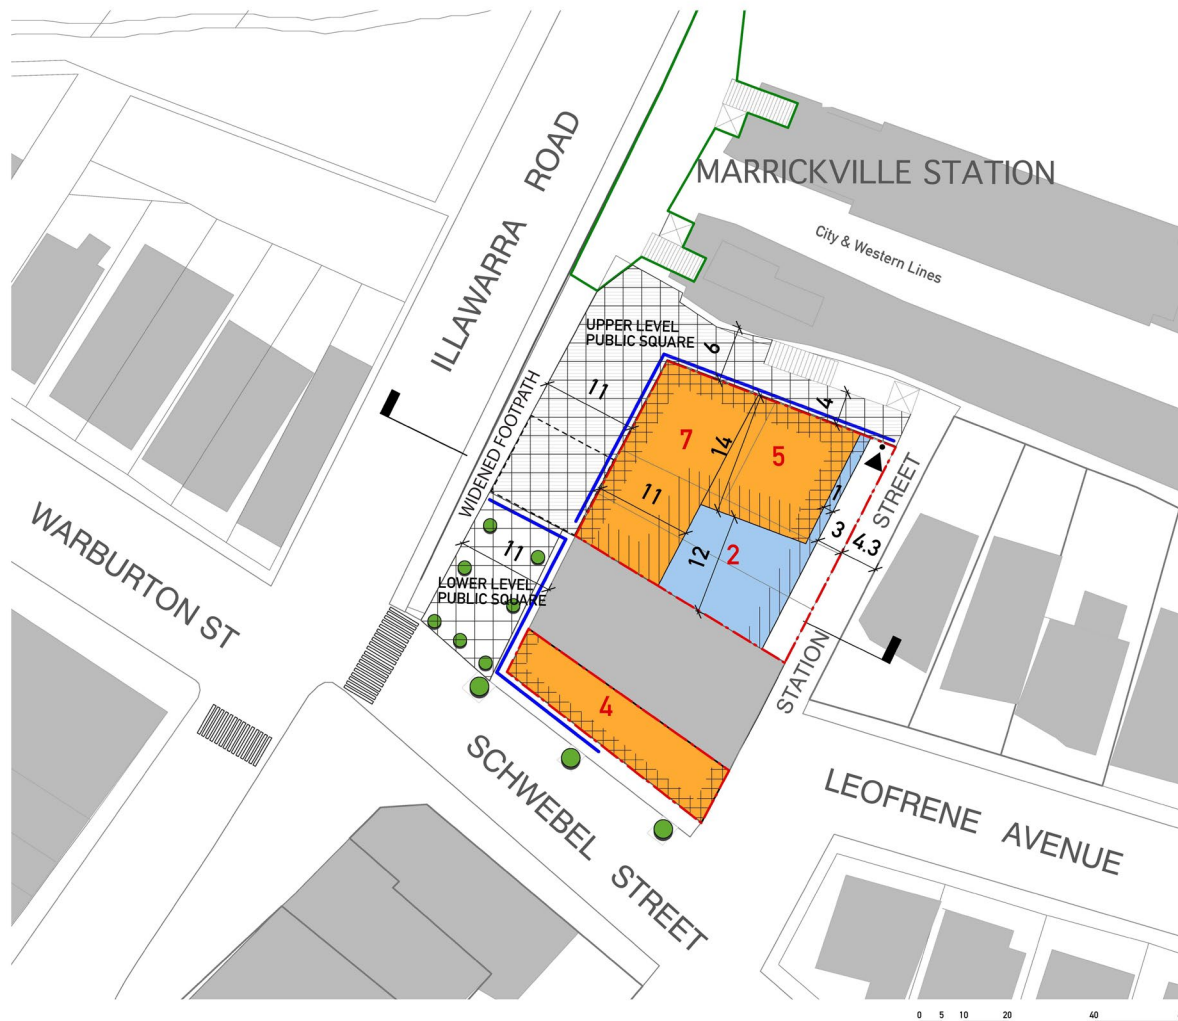 MARRICKVILLE STATION
City & Western Lines
ILLAWARRA ROAD
UPPER LEVEL
PUBLIC SQUARE
6
11
4
WIDENED FOOTPATH
7
14
5
11
1
3
4.3
STATION STREET
12
2
11
LOWER LEVEL
PUBLIC SQUARE
WARBURTON ST
4
SCHWEBEL STREET
LEOFRENE AVENUE
0 5 10 20 40